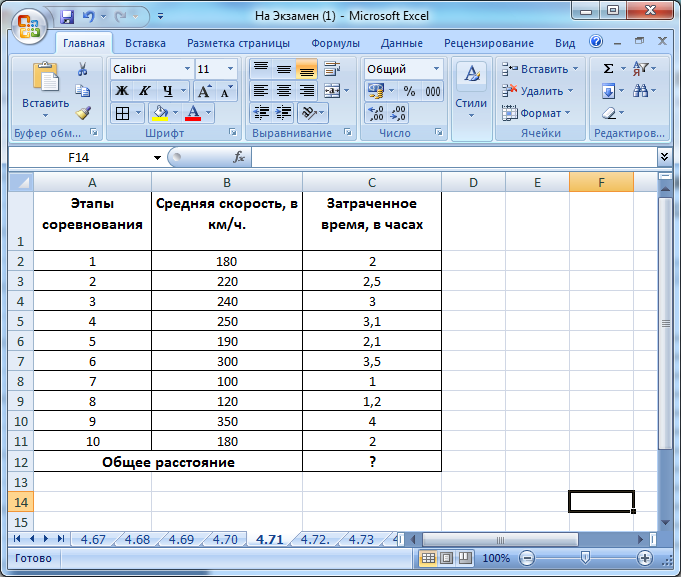 На Экзамен (1) - Microsoft Excel
Главная Вставка Разметка страницы Формулы Данные Рецензирование Вид
Вставить
Calibri 11
Ж К Ч A A
A
Общий
% 000
,00 ,0
Стили
A
Вставить
Удалить
Формат
Σ
Буфер обм... Шрифт Выравнивание Число Ячейки Редактиров...
F14 fx
A B C D E F
1 Этапы соревнования Средняя скорость, в км/ч. Затраченное время, в часах
2 1 180 2
3 2 220 2,5
4 3 240 3
5 4 250 3,1
6 5 190 2,1
7 6 300 3,5
8 7 100 1
9 8 120 1,2
10 9 350 4
11 10 180 2
12 Общее расстояние ?
13
14
15
4.67 4.68 4.69 4.70 4.71 4.72. 4.73
Готово 100%